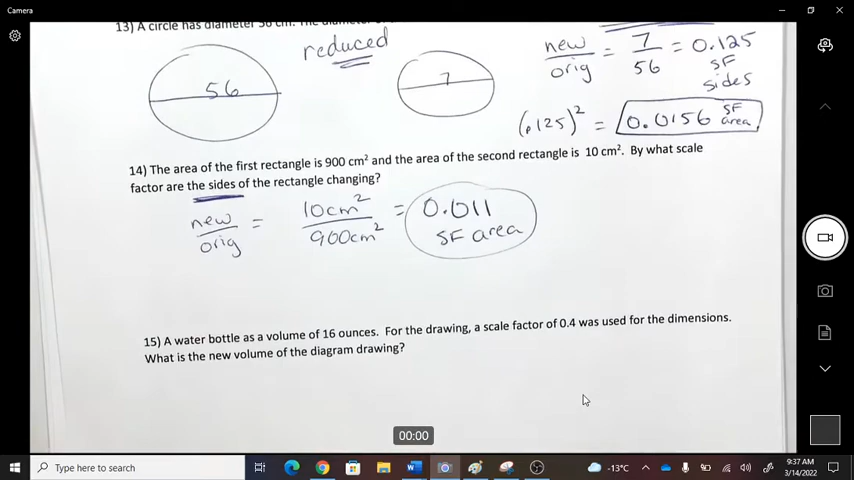 Camera
13) A circle has diameter 56 cm. The diameter of
reduced
56
7
new
orig
=
7
56
= 0.125
SF
sides
(.125)² = 0.0156 SF area
14) The area of the first rectangle is 900 cm² and the area of the second rectangle is 10 cm². By what scale
factor are the sides of the rectangle changing?
new
orig
=
10cm²
900cm²
= 0.011
SF area
15) A water bottle as a volume of 16 ounces. For the drawing, a scale factor of 0.4 was used for the dimensions.
What is the new volume of the diagram drawing?
00:00
Type here to search
-13°C
9:37 AM
3/14/2022